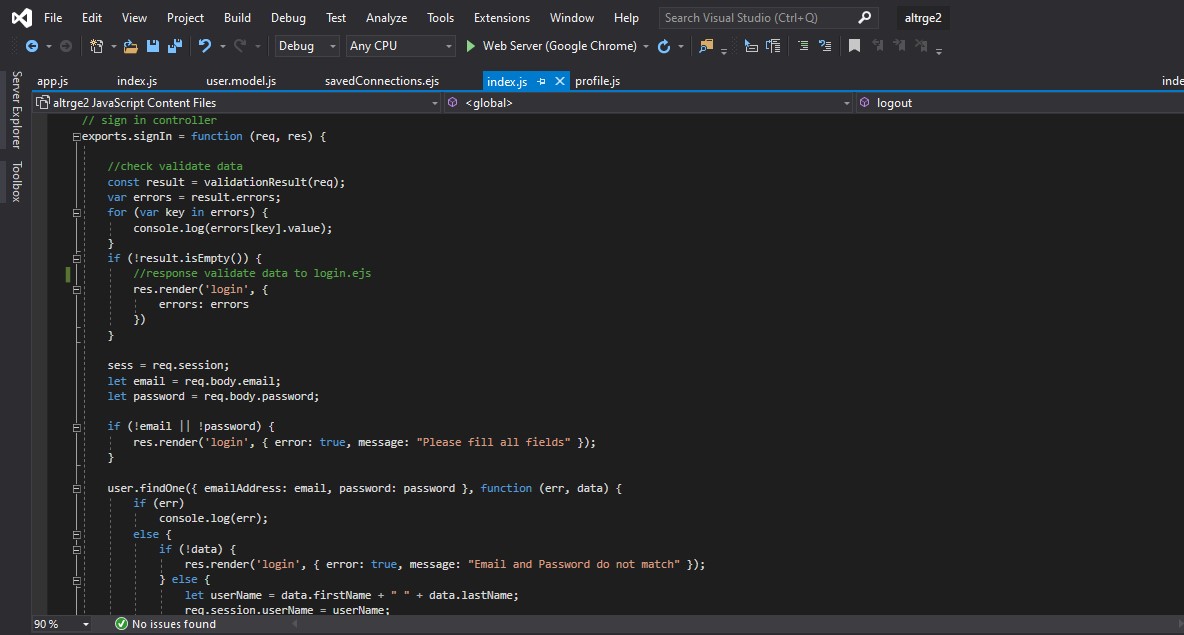 File Edit View Project Build Debug Test Analyze Tools Extensions Window Help Search Visual Studio (Ctrl+Q) altrge2
Debug Any CPU Web Server (Google Chrome)
app.js index.js user.model.js savedConnections.ejs index.js profile.js inde
altrge2 JavaScript Content Files <global> logout
Server Explorer
Toolbox
// sign in controller
exports.signIn = function (req, res) {
//check validate data
const result = validationResult(req);
var errors = result.errors;
for (var key in errors) {
console.log(errors[key].value);
}
if (!result.isEmpty()) {
//response validate data to login.ejs
res.render('login', {
errors: errors
})
}
sess = req.session;
let email = req.body.email;
let password = req.body.password;
if (!email || !password) {
res.render('login', { error: true, message: "Please fill all fields" });
}
user.findOne({ emailAddress: email, password: password }, function (err, data) {
if (err)
console.log(err);
else {
if (!data) {
res.render('login', { error: true, message: "Email and Password do not match" });
} else {
let userName = data.firstName + " " + data.lastName;
req.session.userName = userName;
90 % No issues found